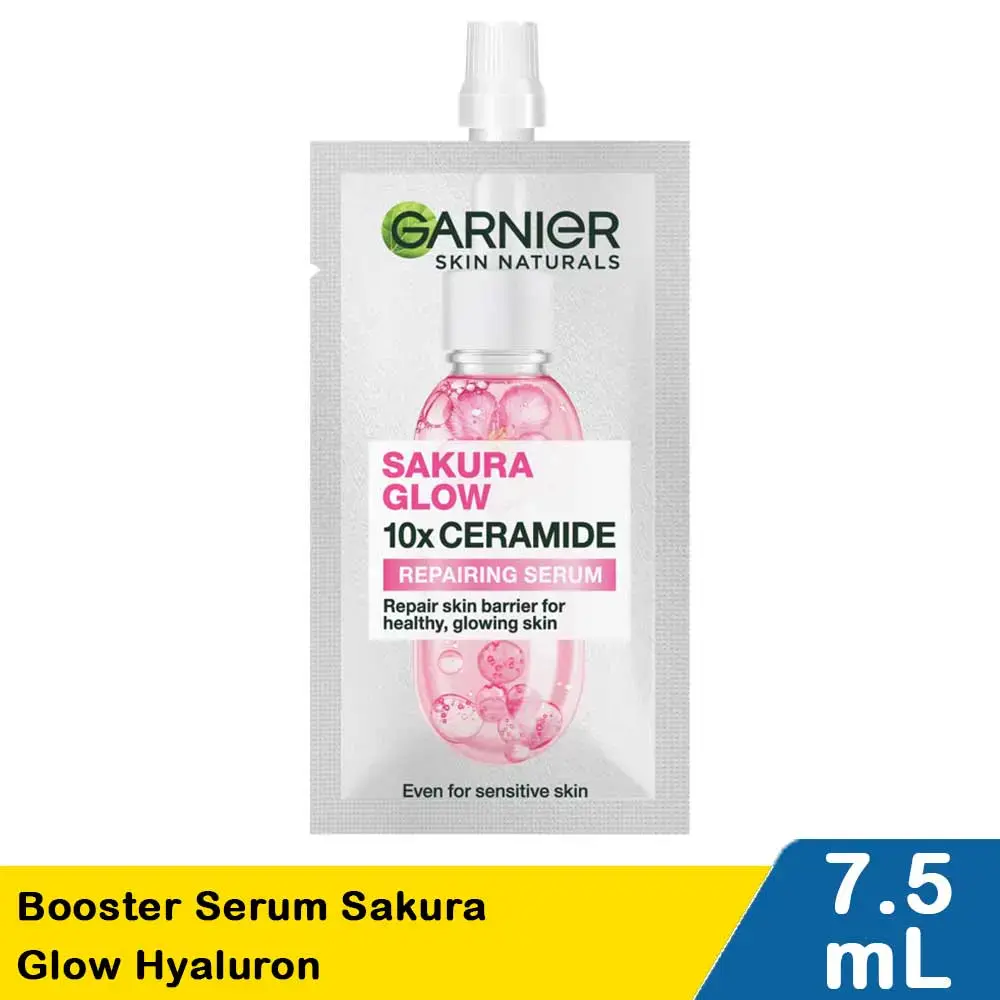 GARNIER
SKIN NATURALS
SAKURA
GLOW
10x CERAMIDE
REPAIRING SERUM
Repair skin barrier for
healthy, glowing skin
Even for sensitive skin
Booster Serum Sakura
Glow Hyaluron
7.5
mL